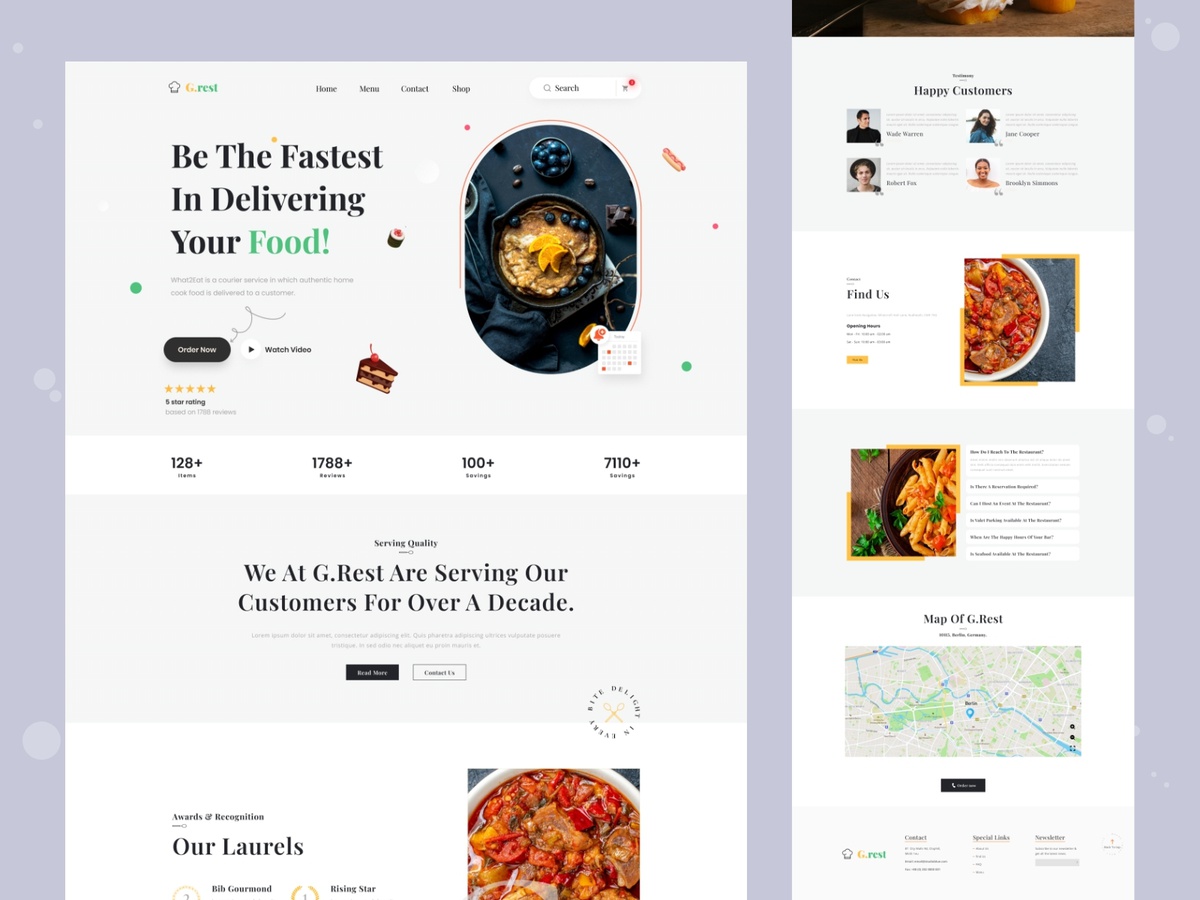 G.rest
Home
Menu
Contact
Shop
Search
Be The Fastest
In Delivering
Your Food!
What2Eat is a courier service in which authentic home
cook food is delivered to a customer.
Order Now
Watch Video
5 star rating
based on 1788 reviews
Today
128+
Items
1788+
Reviews
100+
Savings
7110+
Savings
Serving Quality
We At G.Rest Are Serving Our
Customers For Over A Decade.
Lorem ipsum dolor sit amet, consectetur adipiscing elit. Quis pharetra adipiscing ultrices vulputate posuere
tristique. In sed odio nec aliquet eu proin mauris et.
Read More
Contact Us
BITE DELIGHT IN EVERY
Awards & Recognition
Our Laurels
2
Bib Gourmond
1
Rising Star
Testimony
Happy Customers
Wade Warren
Jane Cooper
Robert Fox
Brooklyn Simmons
Contact
Find Us
Opening Hours
How Do I Reach To The Restaurant?
Is There A Reservation Required?
Can I Host An Event At The Restaurant?
Is Valet Parking Available At The Restaurant?
When Are The Happy Hours Of Your Bar?
Is Seafood Available At The Restaurant?
Map Of G.Rest
10115, Berlin, Germany.
Berlin
Order now
G.rest
Contact
Special Links
About Us
Find Us
FAQ
Newsletter